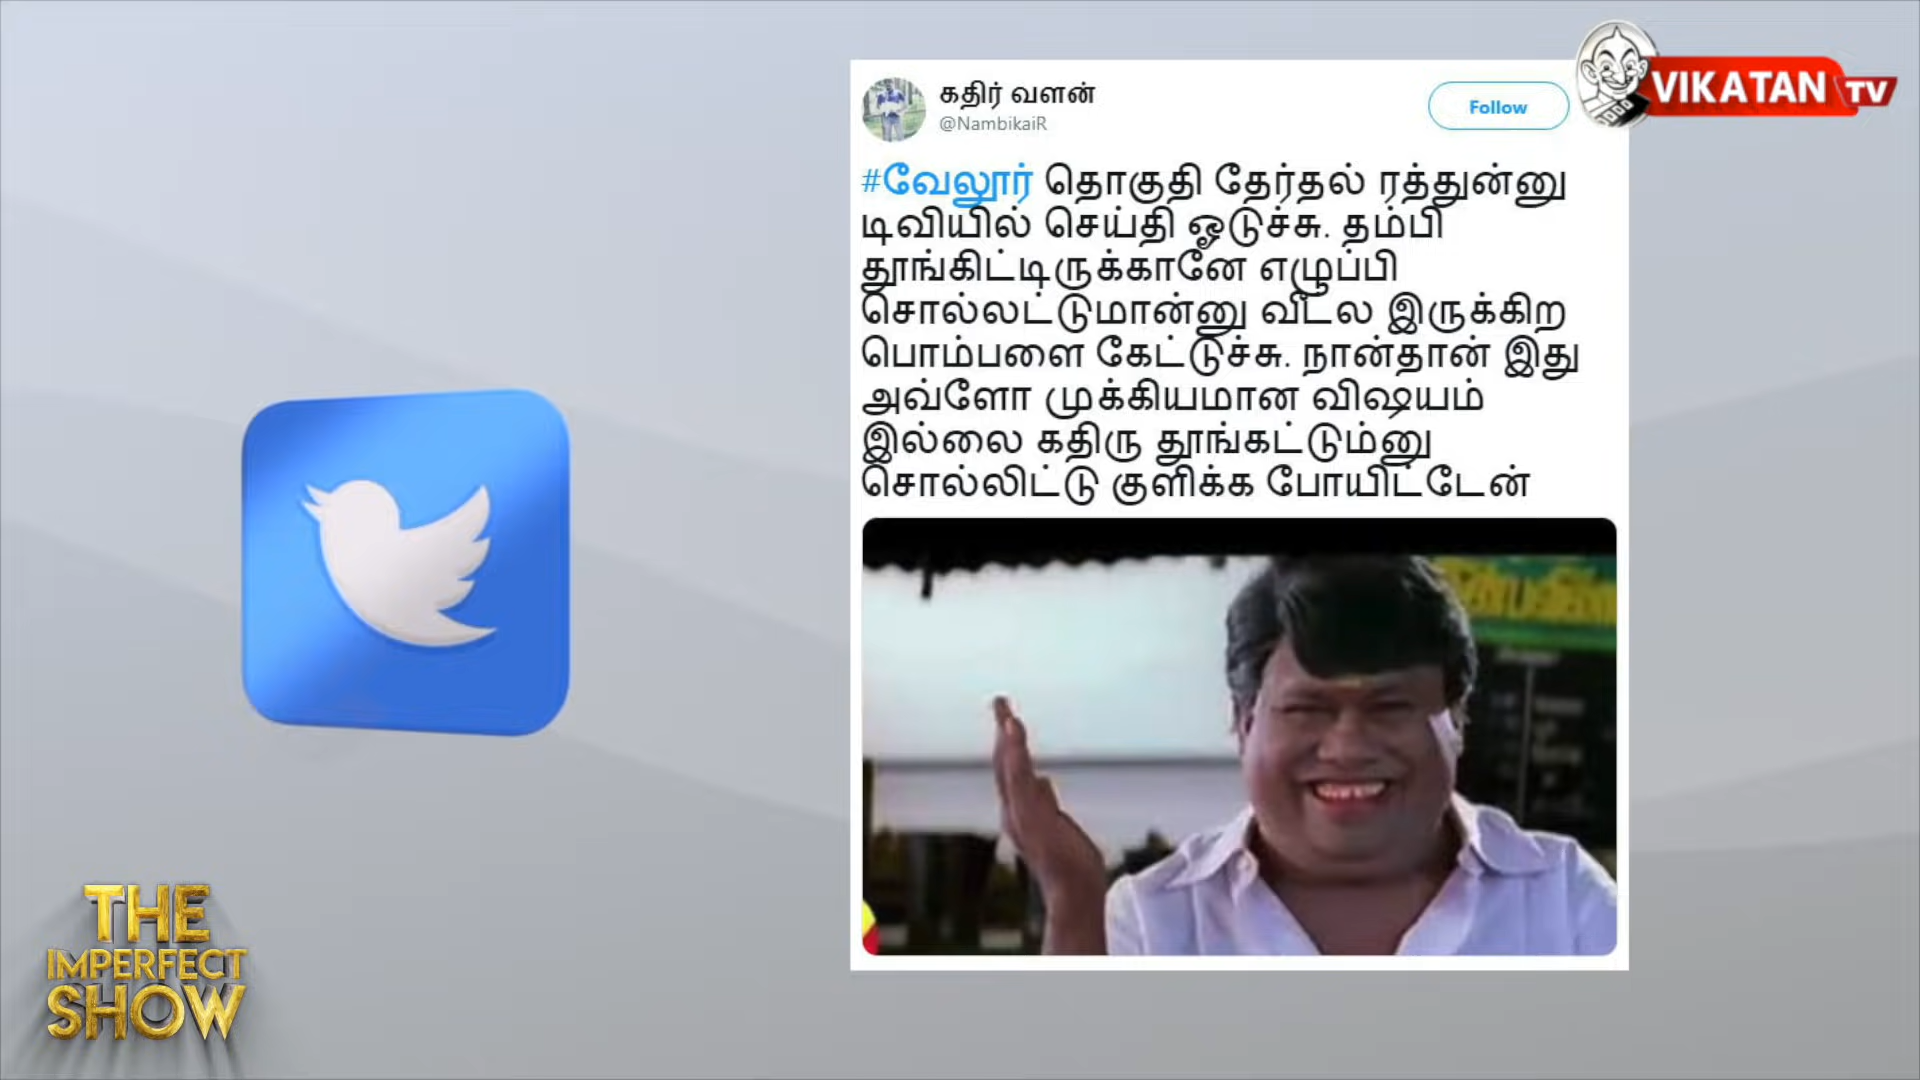 VIKATAN TV
கதிர் வளன்
@NambikaiR
Follow
#வேலூர் தொகுதி தேர்தல் ரத்துன்னு
டிவியில் செய்தி ஓடுச்சு. தம்பி
தூங்கிட்டிருக்கானே எழுப்பி
சொல்லட்டுமான்னு வீட்ல இருக்கிற
பொம்பளை கேட்டுச்சு. நான்தான் இது
அவ்ளோ முக்கியமான விஷயம்
இல்லை கதிரு தூங்கட்டும்னு
சொல்லிட்டு குளிக்க போயிட்டேன்
THE
IMPERFECT
SHOW